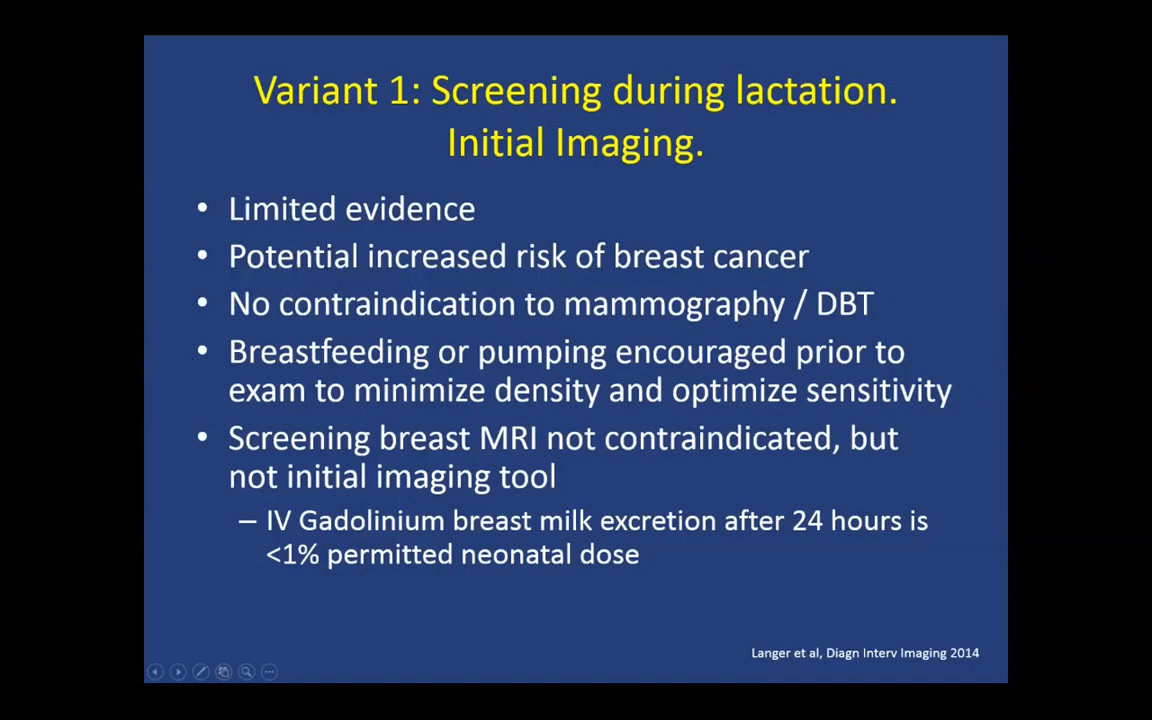 Variant 1: Screening during lactation.
Initial Imaging.
• Limited evidence
• Potential increased risk of breast cancer
• No contraindication to mammography / DBT
• Breastfeeding or pumping encouraged prior to
exam to minimize density and optimize sensitivity
• Screening breast MRI not contraindicated, but
not initial imaging tool
– IV Gadolinium breast milk excretion after 24 hours is
<1% permitted neonatal dose
Langer et al, Diagn Interv Imaging 2014